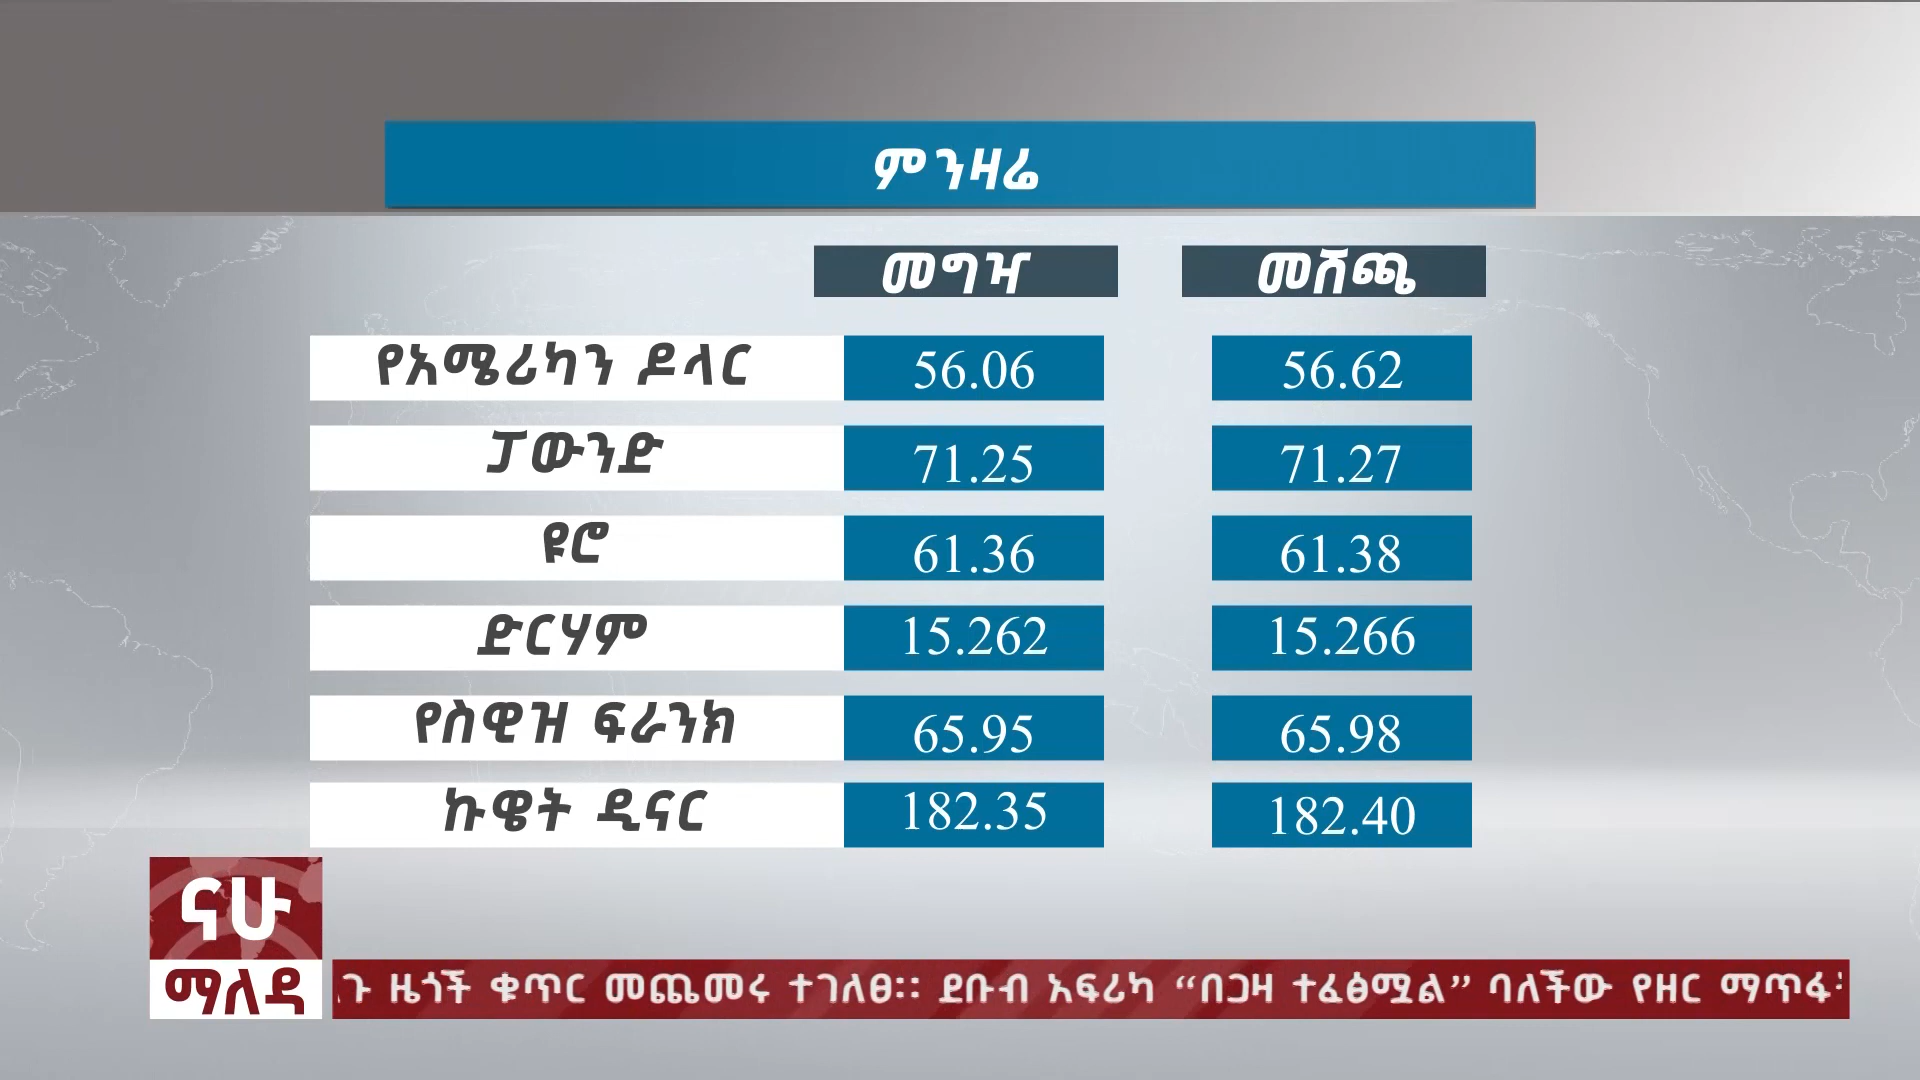 ምንዛሬ
መግዣ መሸጫ
የአሜሪካን ዶላር 56.06 56.62
ፓውንድ 71.25 71.27
ዩሮ 61.36 61.38
ድርሃም 15.262 15.266
የስዊዝ ፍራንክ 65.95 65.98
ኩዌት ዲናር 182.35 182.40
ናሁ
ማለዳ
ጉ ዜጎች ቁጥር መጨመሩ ተገለፀ፡፡ ደቡብ አፍሪካ “በጋዛ ተፈፅሟል” ባለችው የዘር ማጥፋ